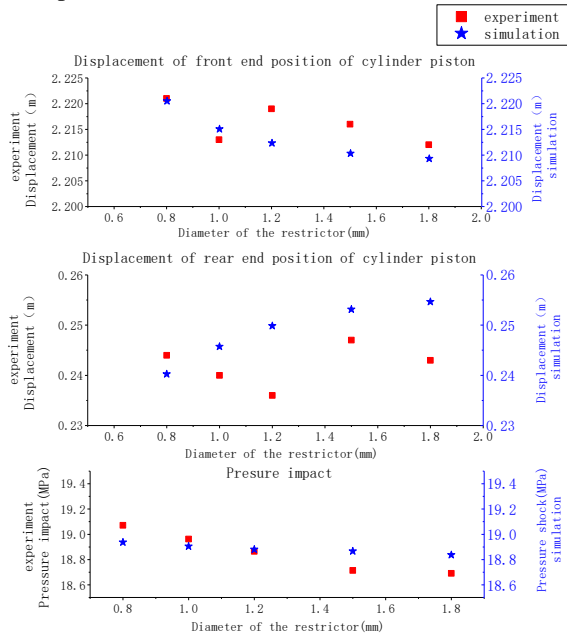 experiment
simulation
Displacement of front end position of cylinder piston
experiment
Displacement (m)
2.225
2.220
2.215
2.210
2.205
2.200
2.225
2.220
2.215
2.210
2.205
2.200
Displacement (m)
simulation
0.6 0.8 1.0 1.2 1.4 1.6 1.8 2.0
Diameter of the restrictor(mm)
Displacement of rear end position of cylinder piston
experiment
Displacement (m)
0.26
0.25
0.24
0.23
0.26
0.25
0.24
0.23
Displacement (m)
simulation
0.6 0.8 1.0 1.2 1.4 1.6 1.8 2.0
Diameter of the restrictor(mm)
Presure impact
experiment
Pressure impact(MPa)
19.4
19.2
19.0
18.8
18.6
19.4
19.2
19.0
18.8
18.6
Pressure shock(MPa)
simulation
0.8 1.0 1.2 1.4 1.6 1.8
Diameter of the restrictor(mm)